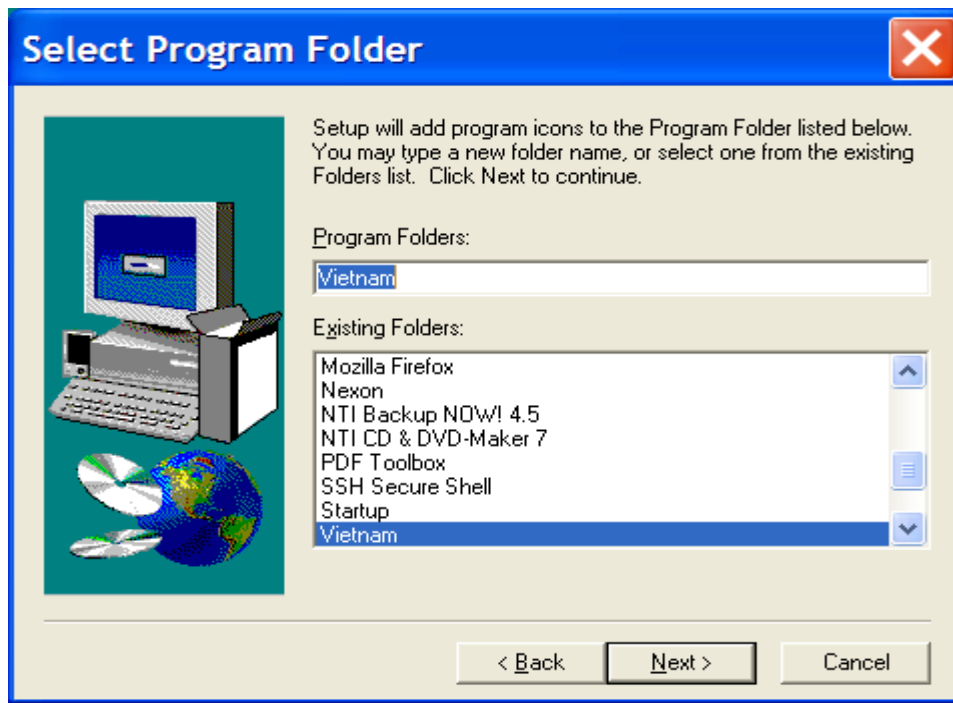 Select Program Folder
Setup will add program icons to the Program Folder listed below.
You may type a new folder name, or select one from the existing
Folders list. Click Next to continue.
Program Folders:
Vietnam
Existing Folders:
Mozilla Firefox
Nexon
NTI Backup NOW! 4.5
NTI CD & DVD-Maker 7
PDF Toolbox
SSH Secure Shell
Startup
Vietnam
< Back Next > Cancel